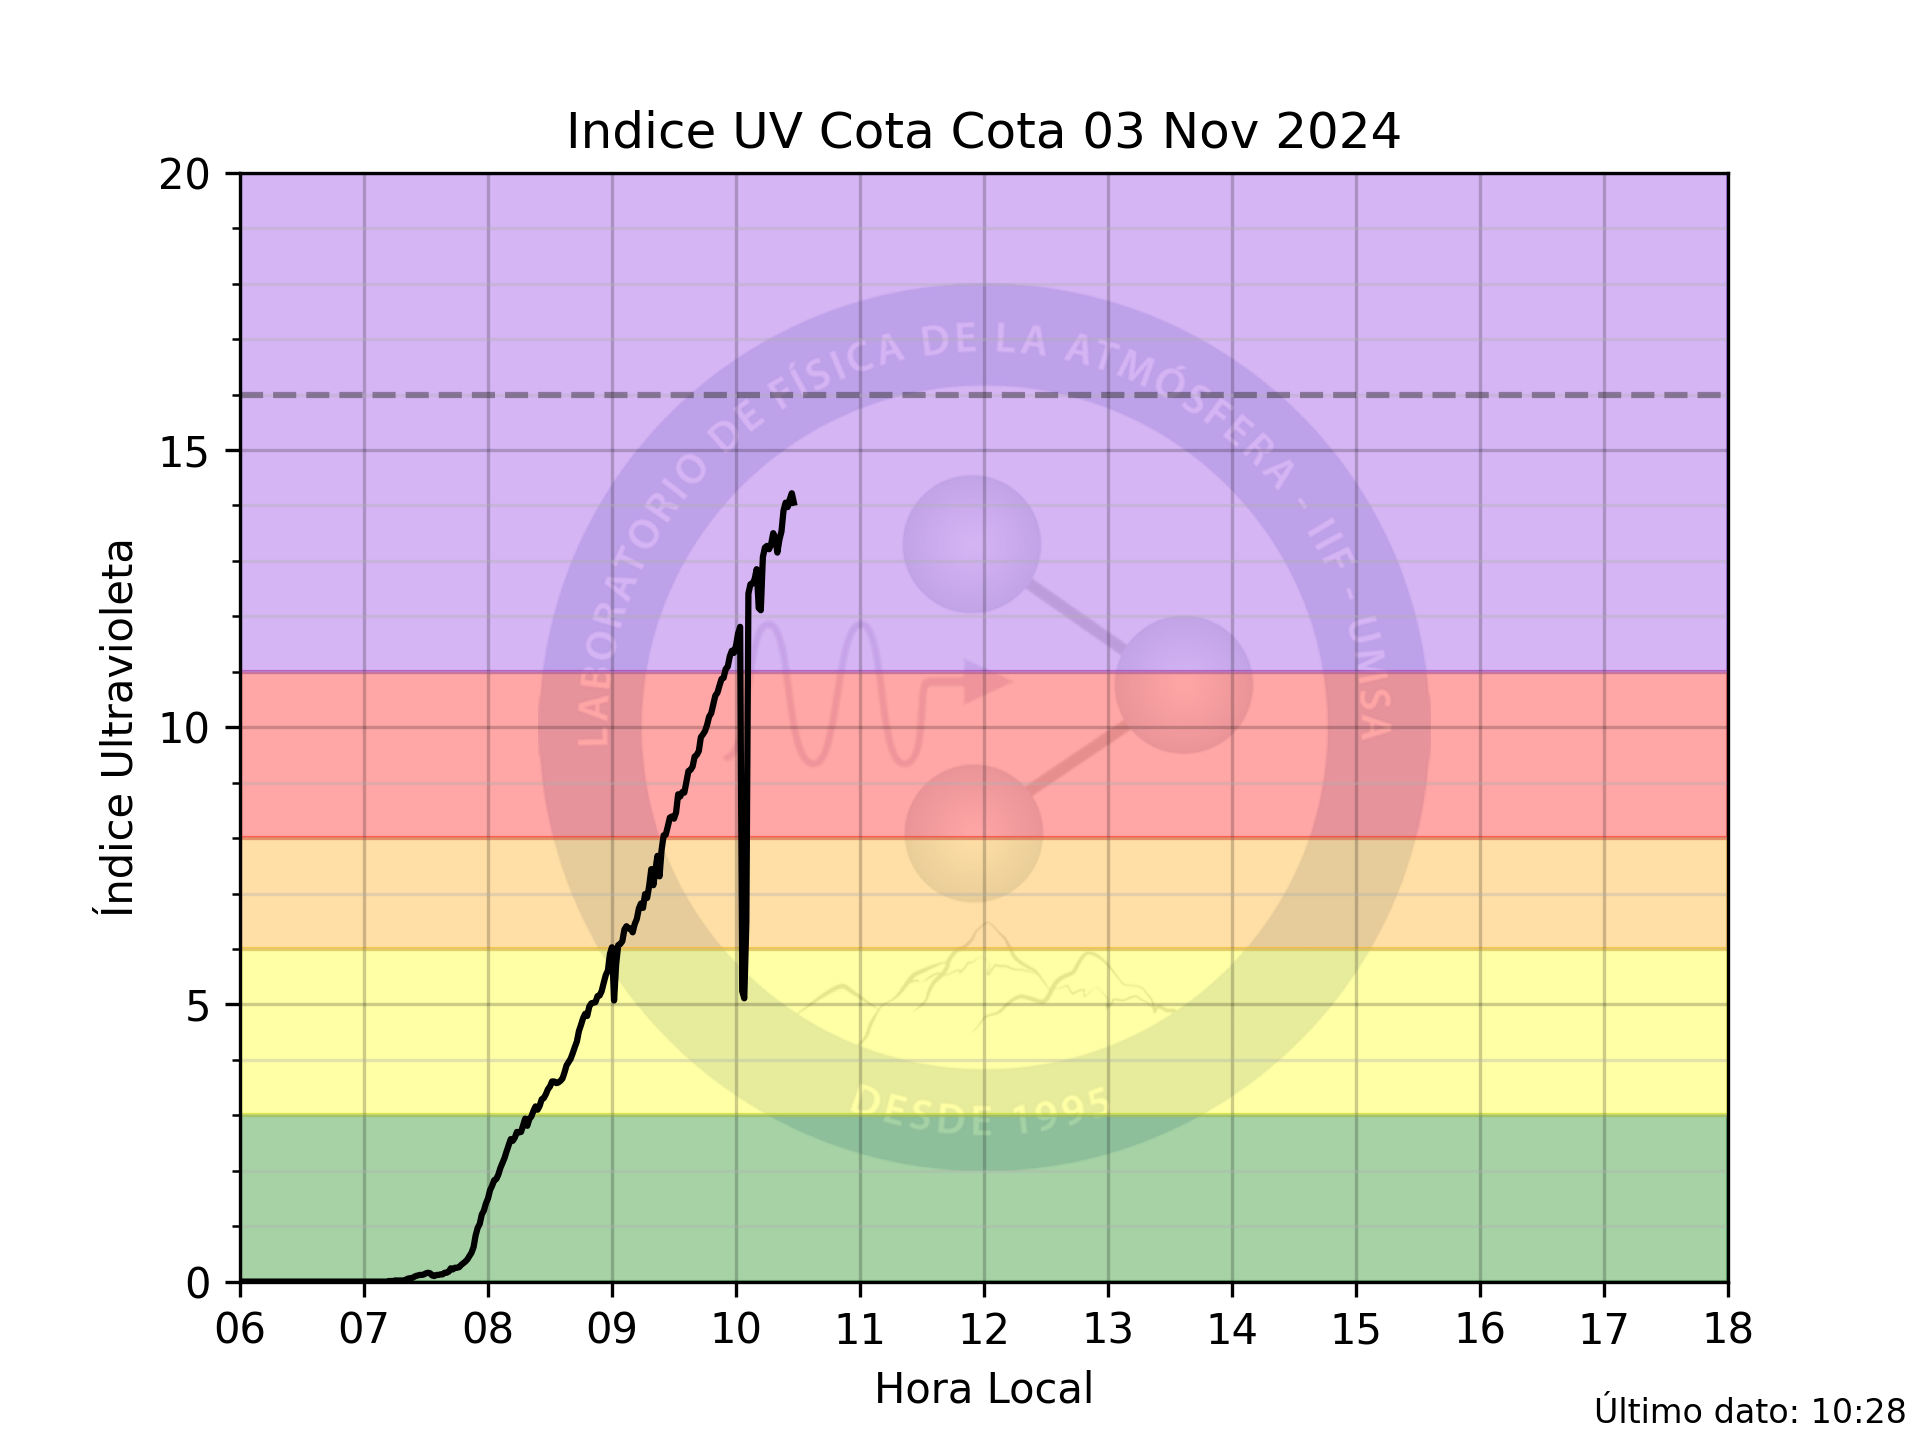 Indice UV Cota Cota 03 Nov 2024
20
15
10
5
0
Índice Ultravioleta
LABORATORIO DE FÍSICA DE LA ATMÓSFERA - IIF - UMSA
DESDE 1995
06 07 08 09 10 11 12 13 14 15 16 17 18
Hora Local
Último dato: 10:28